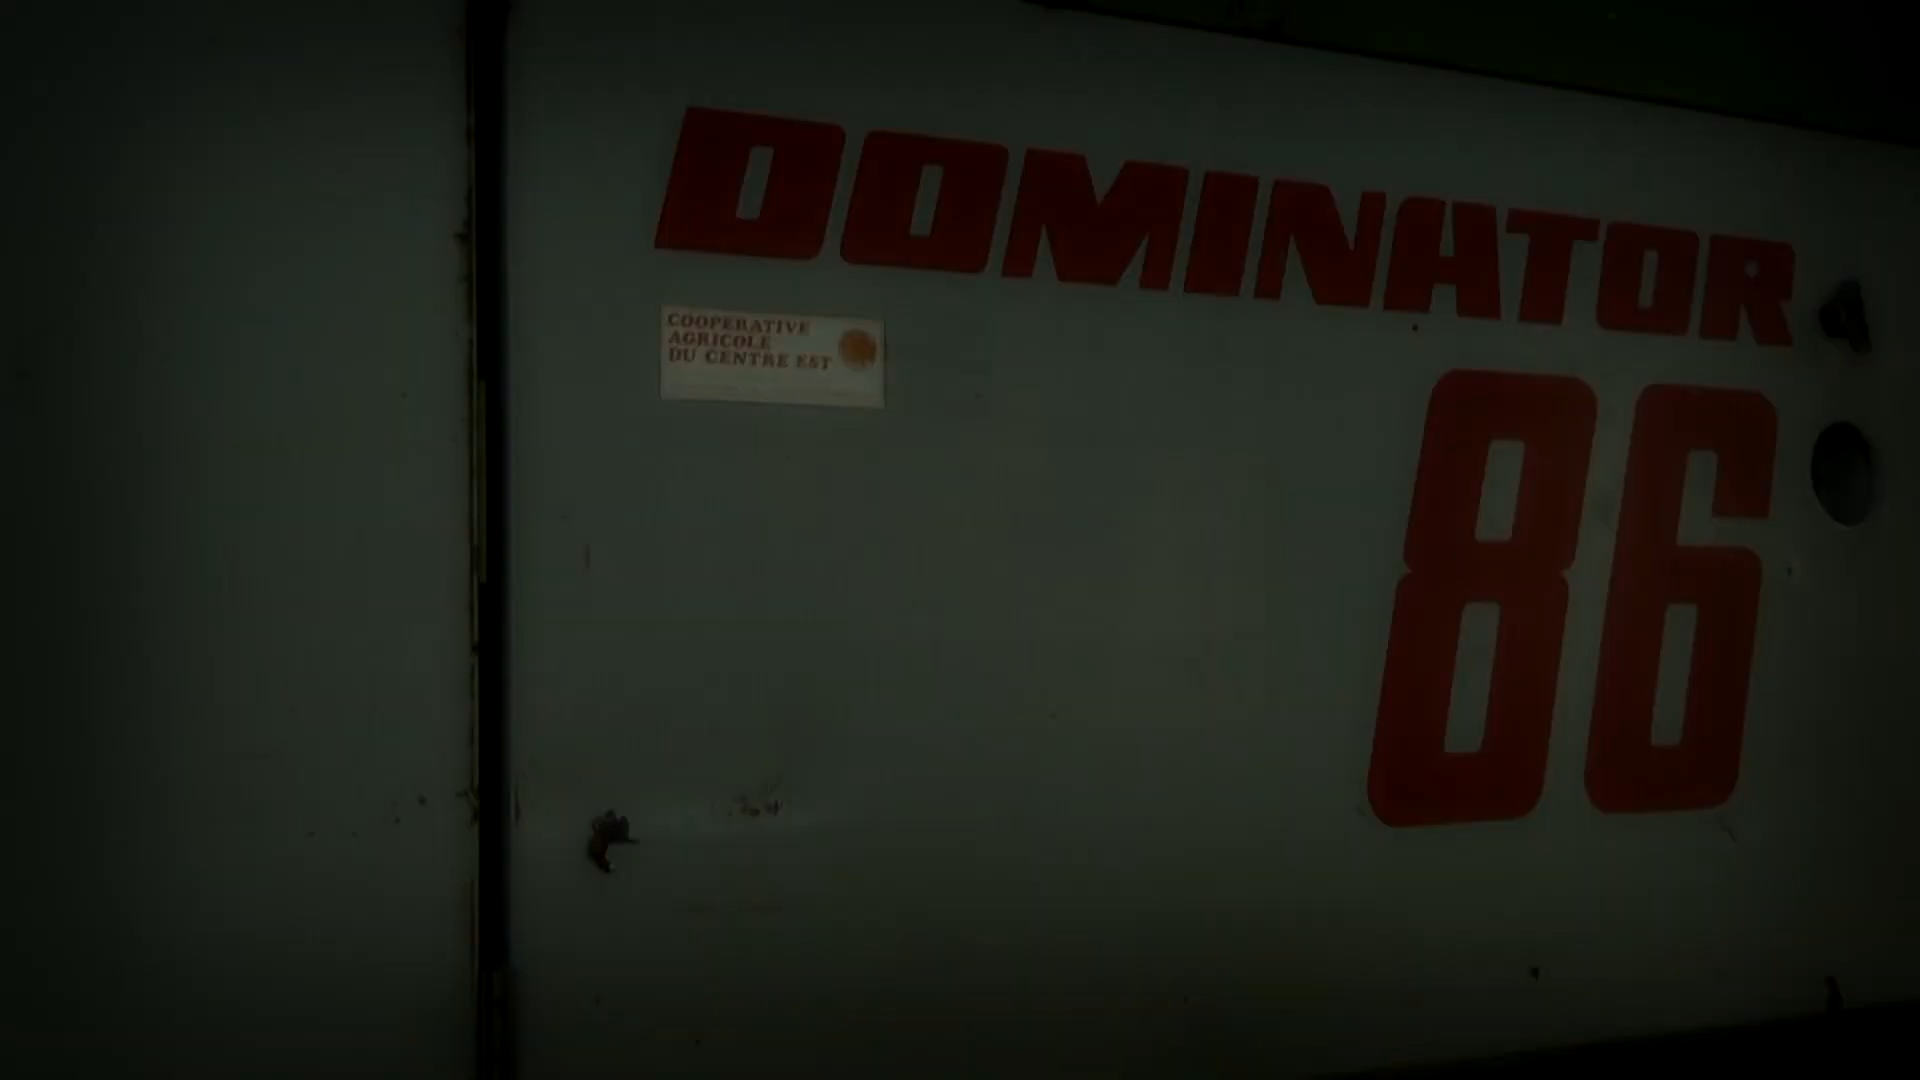 DOMINATOR
COOPERATIVE
AGRICOLE
DU CENTRE EST
86